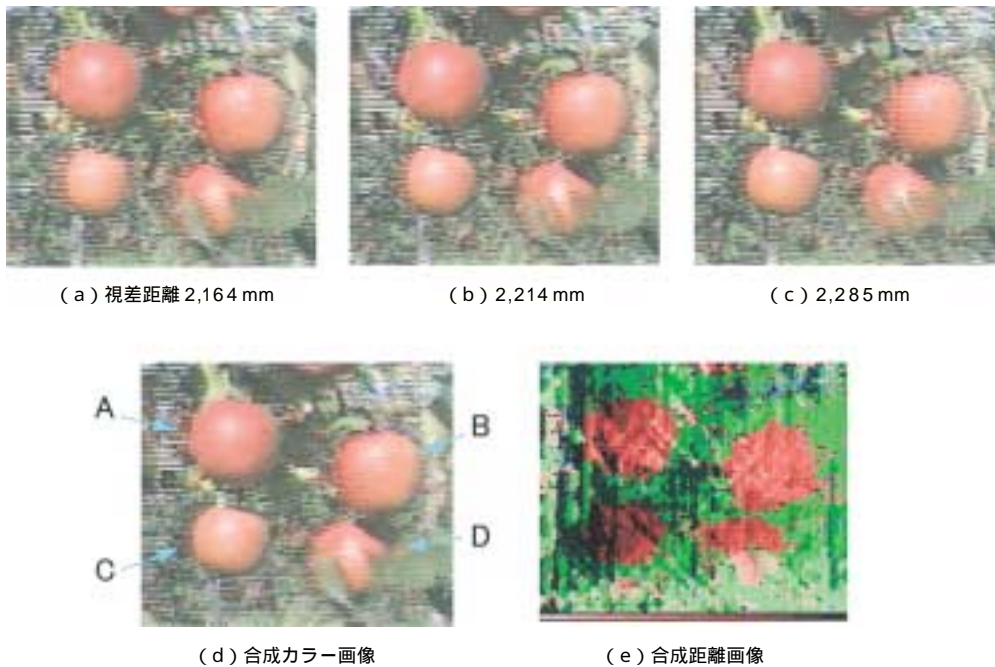 (a)視差距離 2,164 mm
(b)2,214 mm
(c)2,285 mm
A
B
C
D
(d)合成カラー画像
(e)合成距離画像